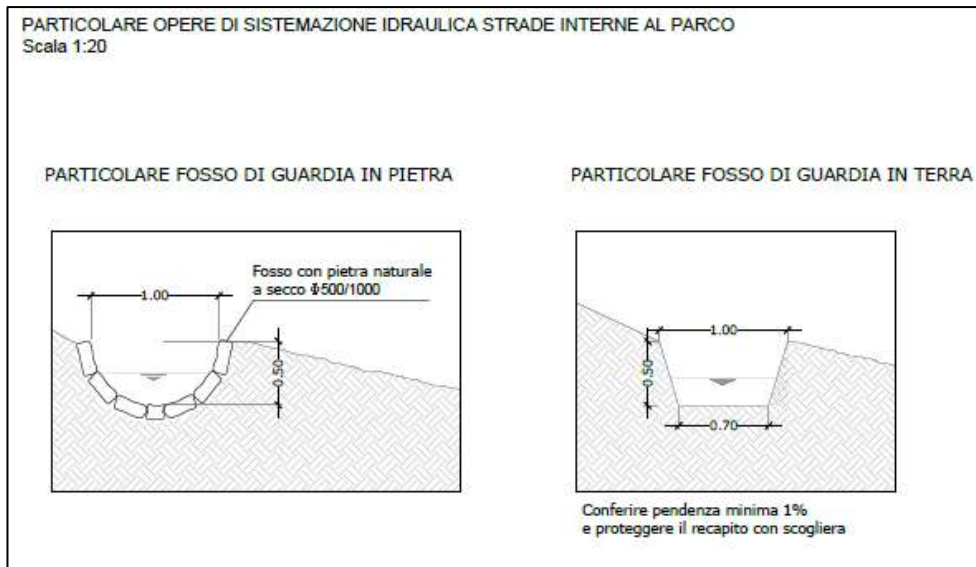 PARTICOLARE OPERE DI SISTEMAZIONE IDRAULICA STRADE INTERNE AL PARCO
Scala 1:20
PARTICOLARE FOSSO DI GUARDIA IN PIETRA
Fosso con pietra naturale
a secco Φ500/1000
1.00
0.50
PARTICOLARE FOSSO DI GUARDIA IN TERRA
1.00
0.50
0.70
Conferire pendenza minima 1%
e proteggere il recapito con scogliera